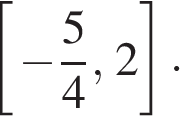 [ -5/4, 2 ].